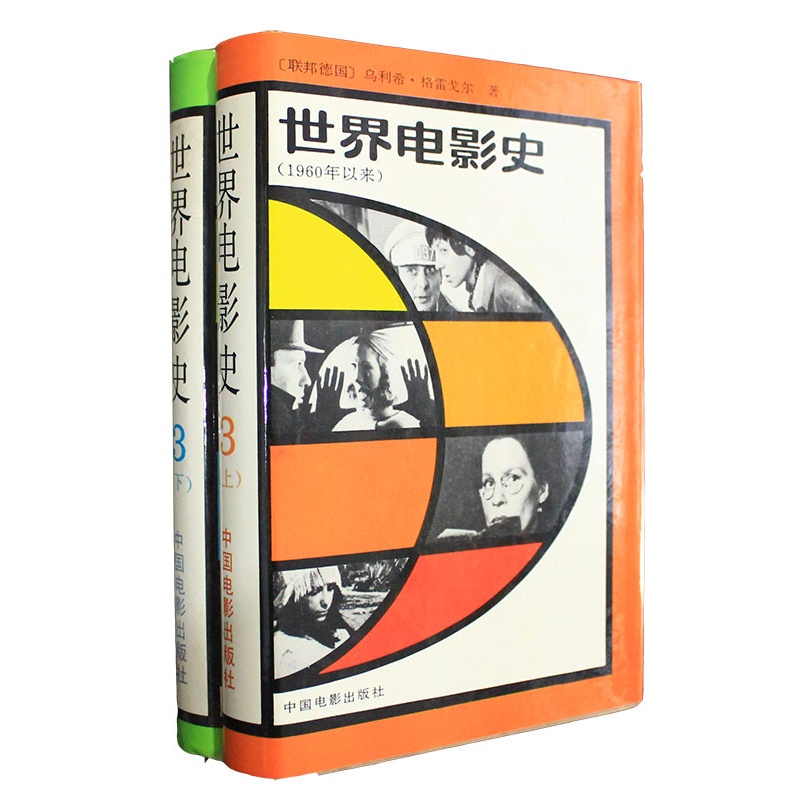 〔联邦德国〕乌利希·格雷戈尔 著
世界电影史
(1960年以来)
中国电影出版社
世界电影史
3
(上)
中国电影出版社
世界电影史
3
(下)
中国电影出版社